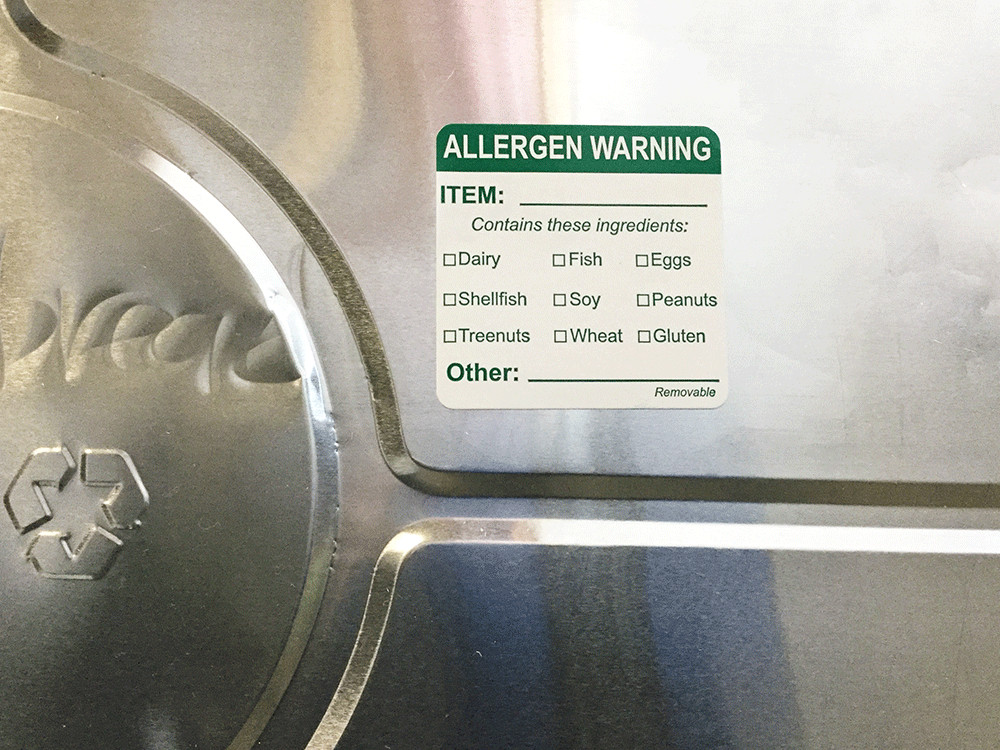 ALLERGEN WARNING
ITEM:
Contains these ingredients:
Dairy Fish Eggs
Shellfish Soy Peanuts
Treenuts Wheat Gluten
Other:
Removable